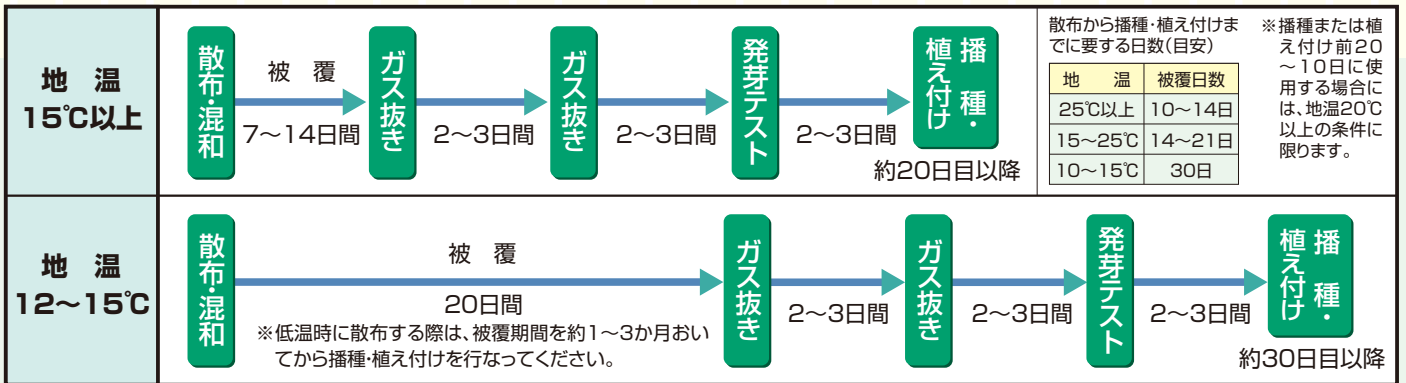 地　温
15℃以上
散布・混和
被　覆
7～14日間
ガス抜き
2～3日間
ガス抜き
2～3日間
発芽テスト
2～3日間
播　種・
植え付け
約20日目以降
散布から播種・植え付けま
でに要する日数(目安)
地　温　被覆日数
25℃以上　10～14日
15～25℃　14～21日
10～15℃　30日
※播種または植
え付け前20
～10日に使
用する場合に
は、地温20℃
以上の条件に
限ります。
地　温
12～15℃
散布・混和
被　覆
20日間
※低温時に散布する際は、被覆期間を約1～3か月おい
てから播種・植え付けを行なってください。
ガス抜き
2～3日間
ガス抜き
2～3日間
発芽テスト
2～3日間
播　種・
植え付け
約30日目以降